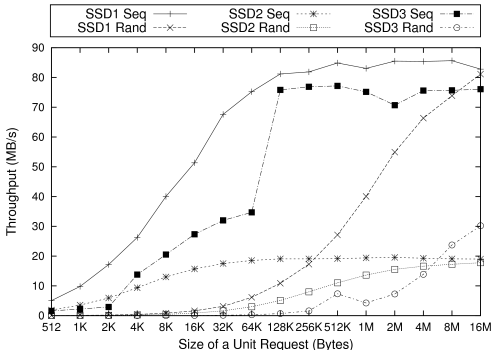 SSD1 Seq SSD2 Seq SSD3 Seq
SSD1 Rand SSD2 Rand SSD3 Rand
90
80
70
60
50
40
30
20
10
0
Throughput (MB/s)
512 1K 2K 4K 8K 16K 32K 64K 128K 256K 512K 1M 2M 4M 8M 16M
Size of a Unit Request (Bytes)